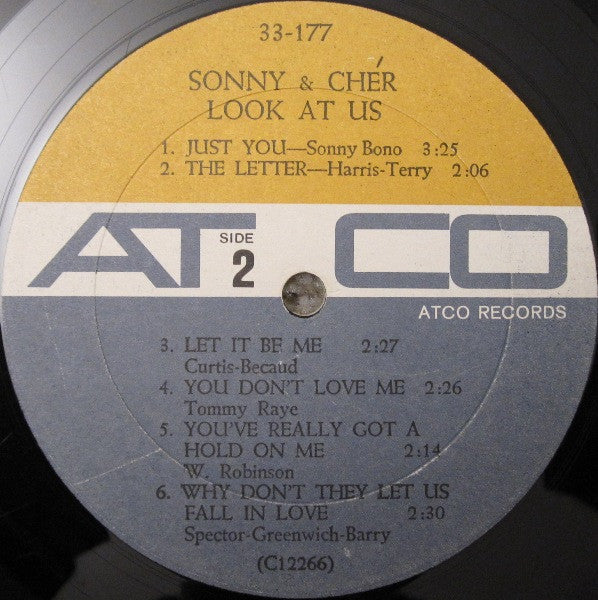 33-177
SONNY & CHÉR
LOOK AT US
1. JUST YOU—Sonny Bono 3:25
2. THE LETTER—Harris-Terry 2:06
ATCO
SIDE
2
ATCO RECORDS
3. LET IT BE ME 2:27
Curtis-Becaud
4. YOU DON'T LOVE ME 2:26
Tommy Raye
5. YOU'VE REALLY GOT A
HOLD ON ME 2:14
W. Robinson
6. WHY DON'T THEY LET US
FALL IN LOVE 2:30
Spector-Greenwich-Barry
(C12266)